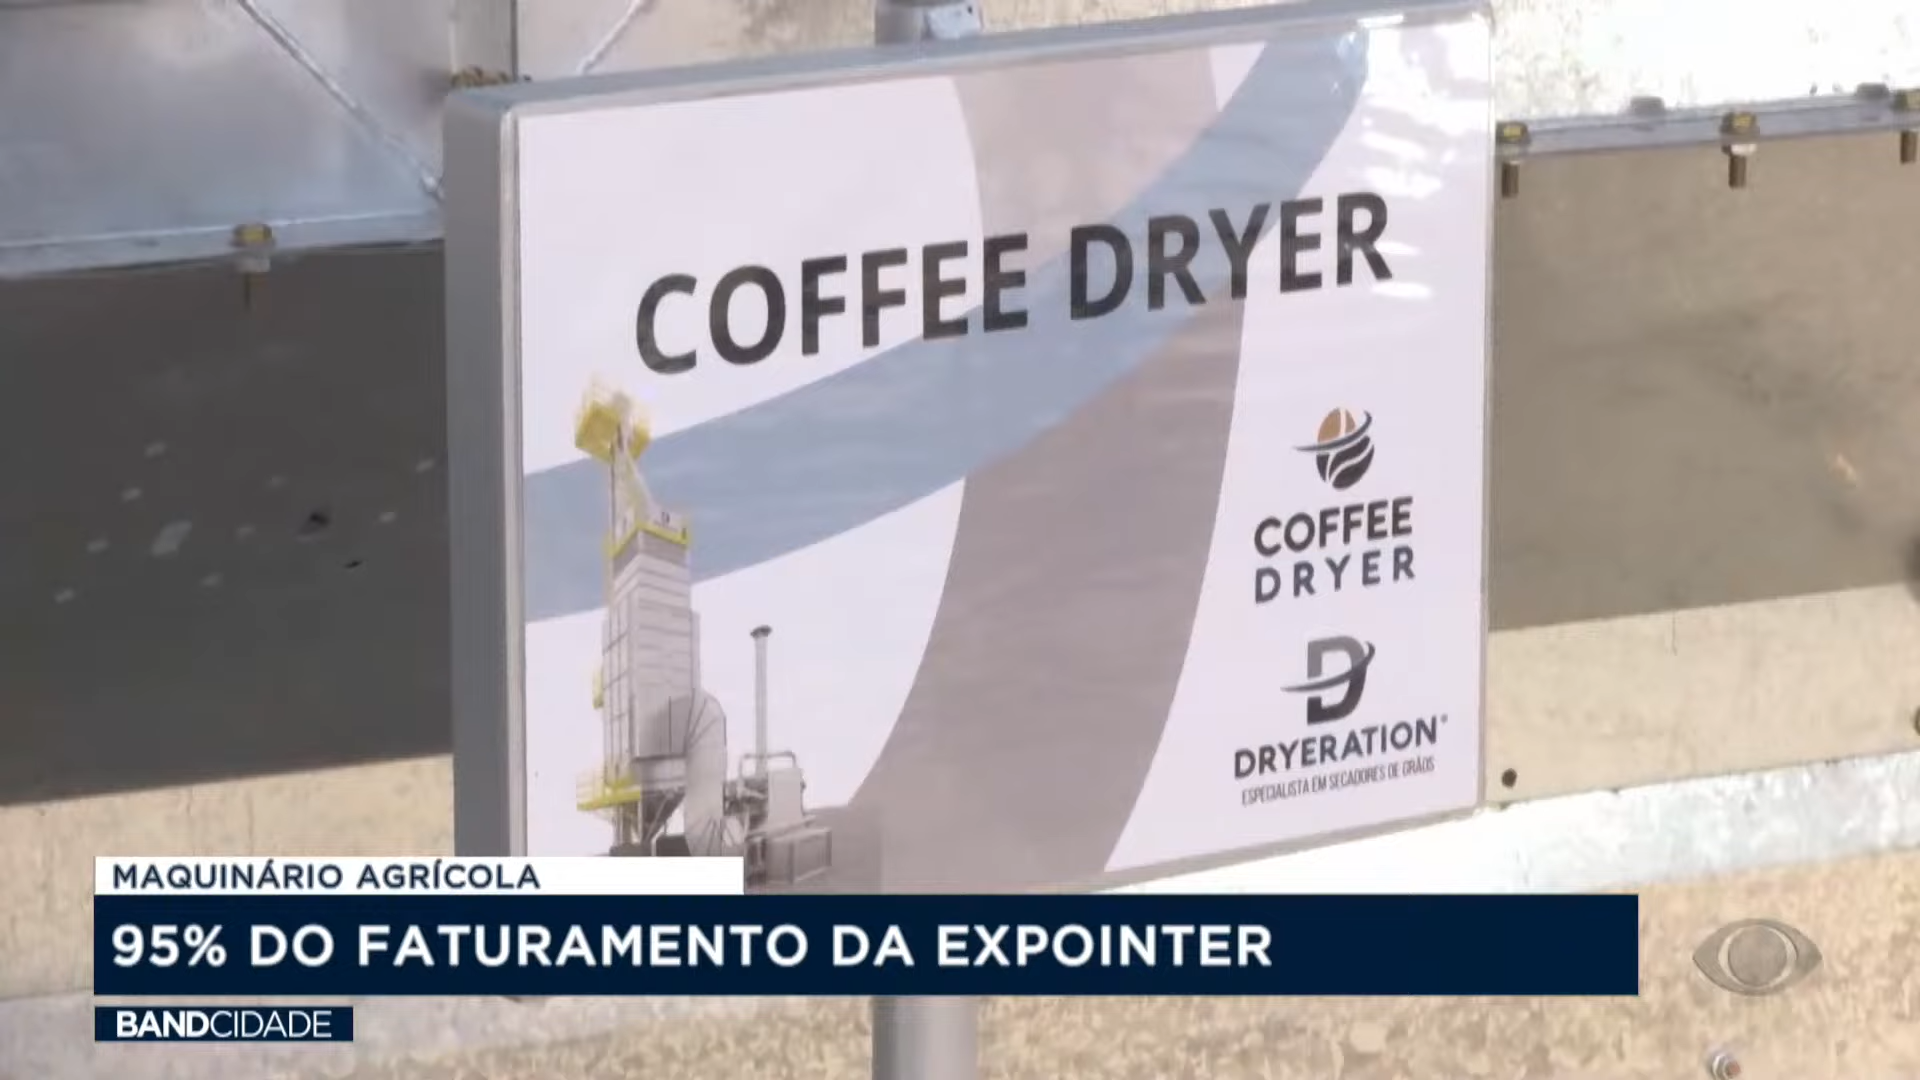 COFFEE DRYER
COFFEE
DRYER
DRYERATION®
ESPECIALISTA EM SECADORES DE GRÃOS
MAQUINÁRIO AGRÍCOLA
95% DO FATURAMENTO DA EXPOINTER
BANDCIDADE